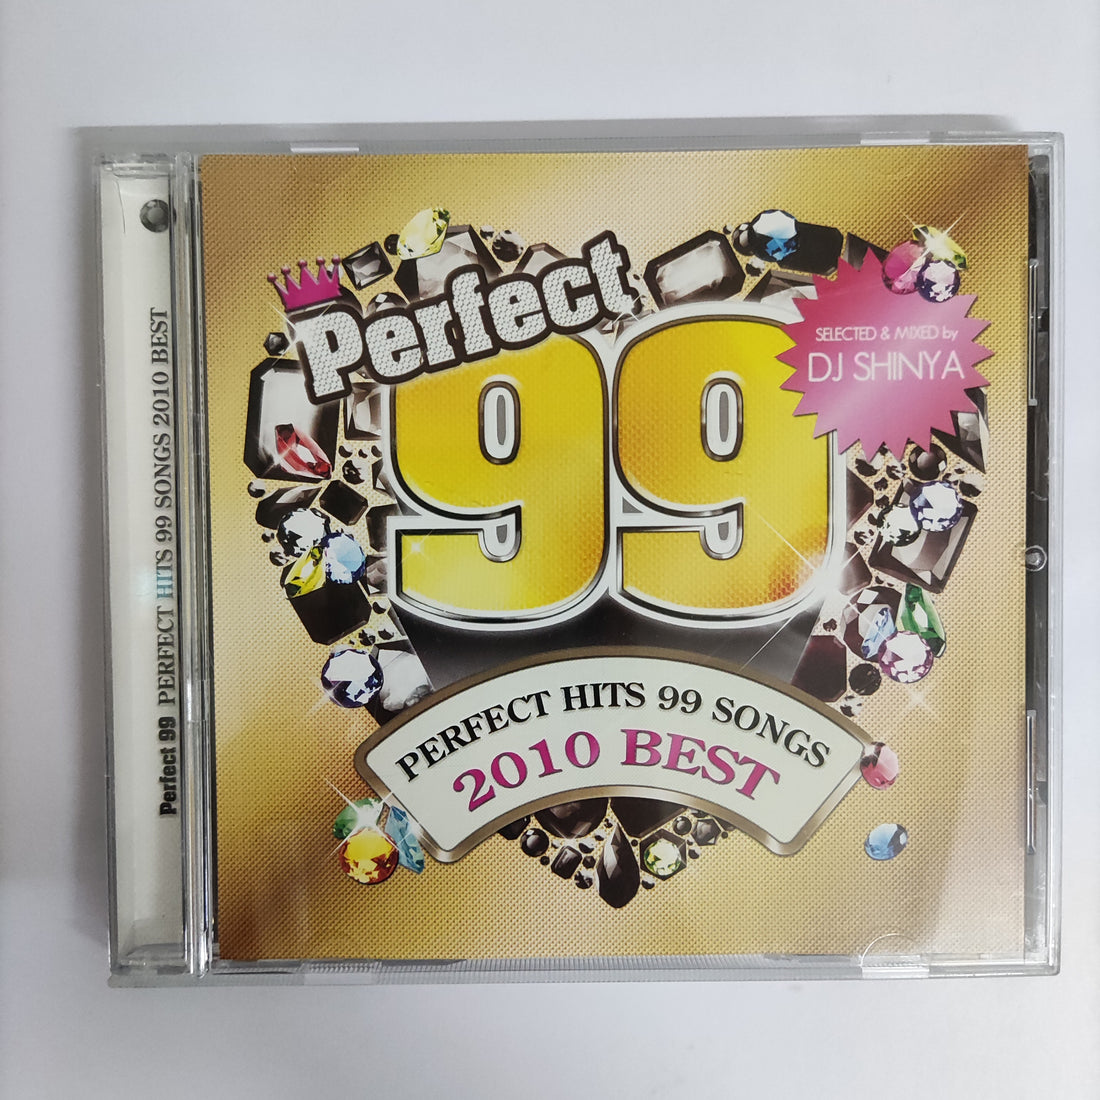 Perfect
99
SELECTED & MIXED by
DJ SHINYA
PERFECT HITS 99 SONGS
2010 BEST
Perfect 99 PERFECT HITS 99 SONGS 2010 BEST